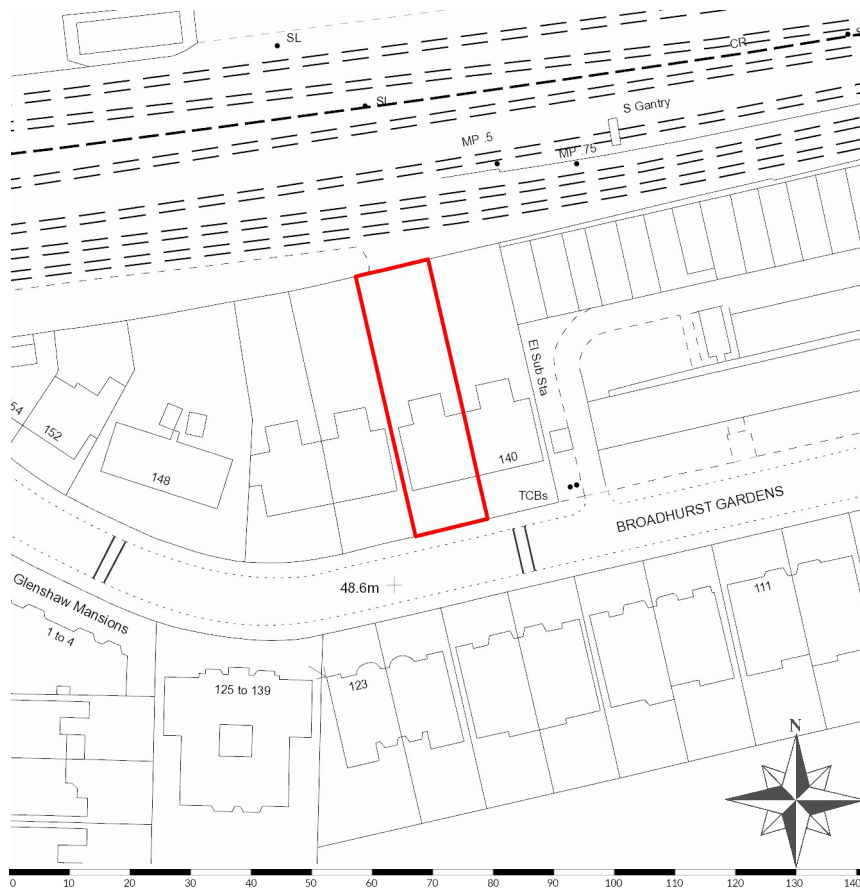 SL
CR
SL
S Gantry
MP .5
MP .75
El Sub Sta
54
152
148
140
TCBs
BROADHURST GARDENS
48.6m
Glenshaw Mansions
1 to 4
125 to 139
123
111
N
0 10 20 30 40 50 60 70 80 90 100 110 120 130 140